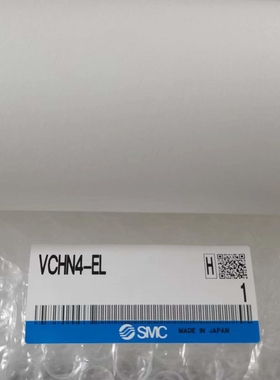 VCHN4-EL
H
1
SMC MADE IN JAPAN